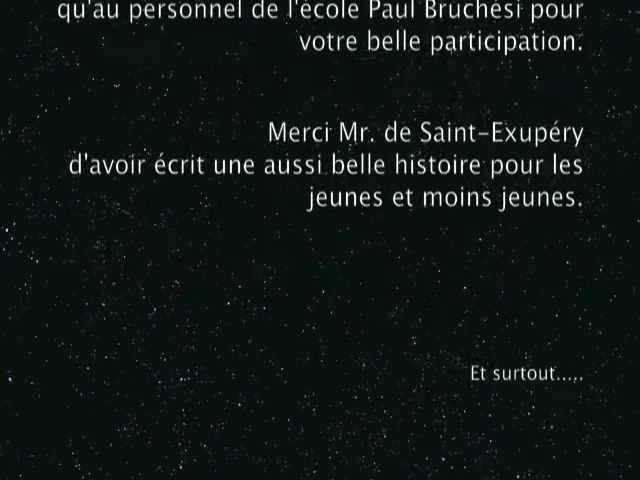 qu'au personnel de l'école Paul Bruchési pour
votre belle participation.
Merci Mr. de Saint-Exupéry
d'avoir écrit une aussi belle histoire pour les
jeunes et moins jeunes.
Et surtout.....